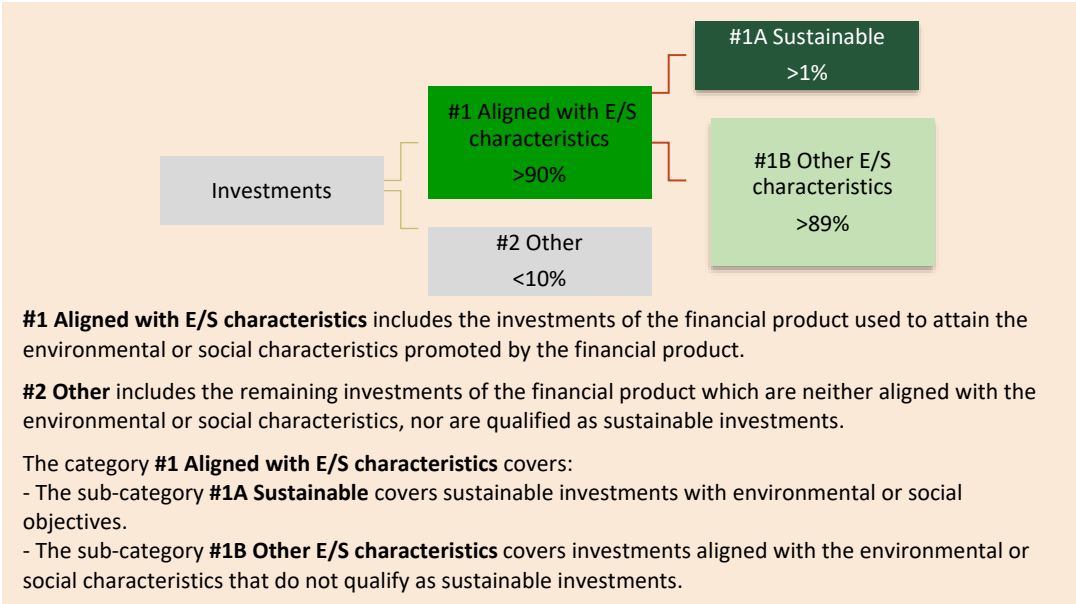 #1A Sustainable
>1%
#1 Aligned with E/S
characteristics
>90%
#1B Other E/S
characteristics
>89%
Investments
#2 Other
<10%
#1 Aligned with E/S characteristics includes the investments of the financial product used to attain the
environmental or social characteristics promoted by the financial product.
#2 Other includes the remaining investments of the financial product which are neither aligned with the
environmental or social characteristics, nor are qualified as sustainable investments.
The category #1 Aligned with E/S characteristics covers:
- The sub-category #1A Sustainable covers sustainable investments with environmental or social
objectives.
- The sub-category #1B Other E/S characteristics covers investments aligned with the environmental or
social characteristics that do not qualify as sustainable investments.